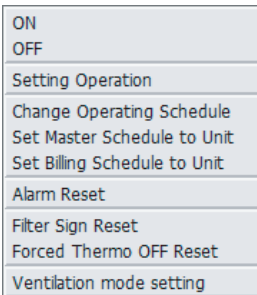 ON
OFF
Setting Operation
Change Operating Schedule
Set Master Schedule to Unit
Set Billing Schedule to Unit
Alarm Reset
Filter Sign Reset
Forced Thermo OFF Reset
Ventilation mode setting